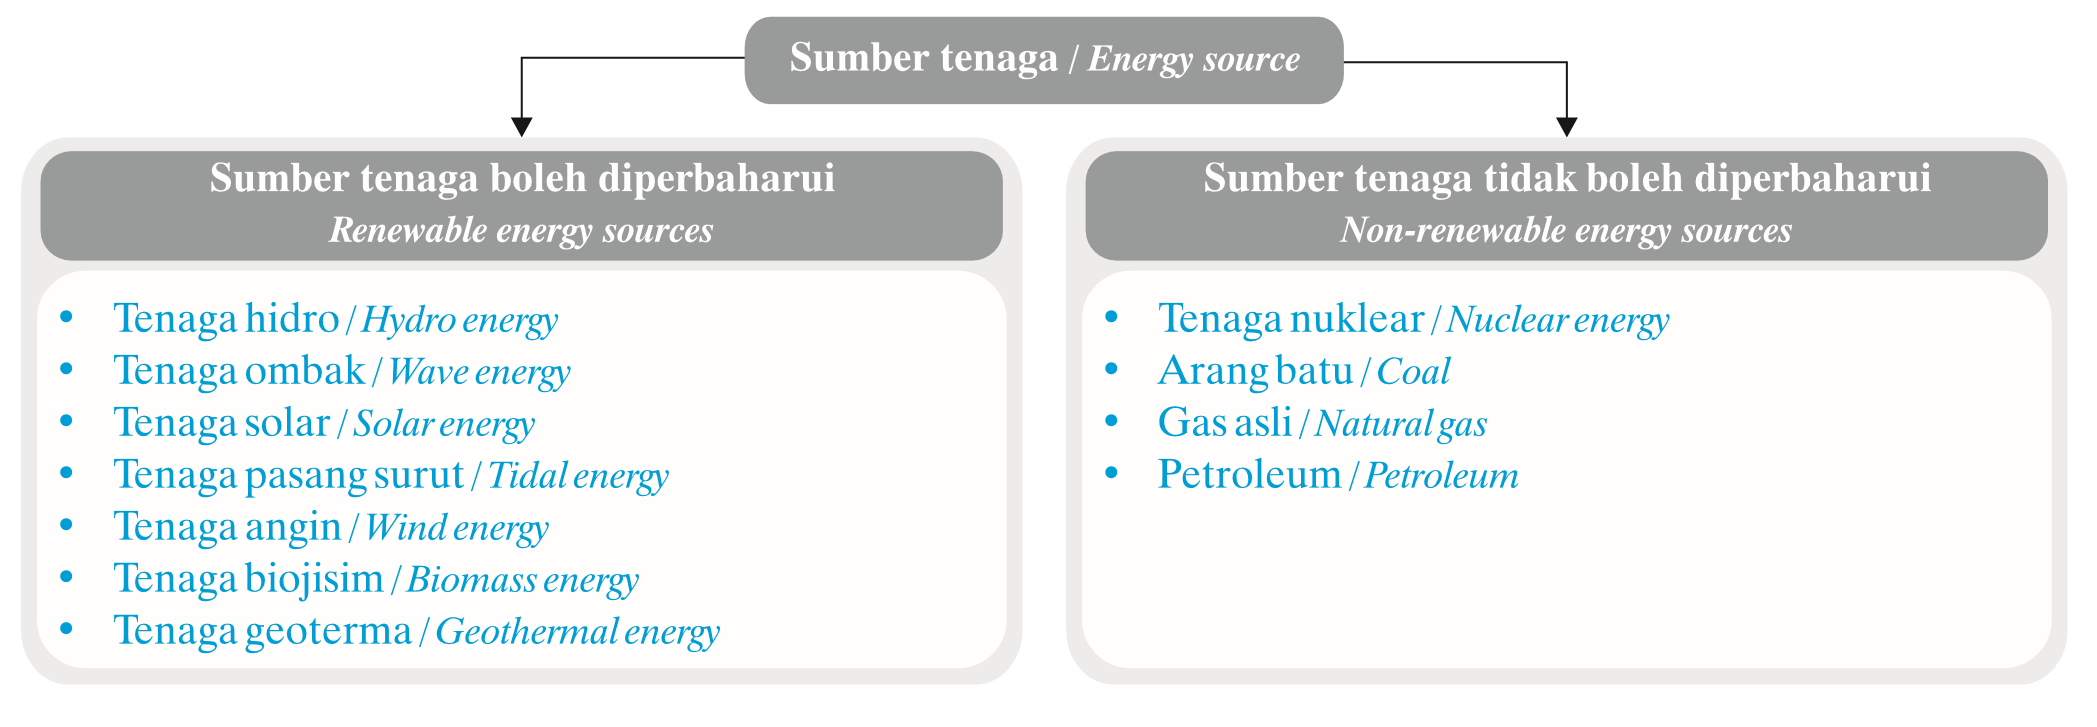 Sumber tenaga / Energy source
Sumber tenaga boleh diperbaharui
Renewable energy sources
• Tenaga hidro / Hydro energy
• Tenaga ombak / Wave energy
• Tenaga solar / Solar energy
• Tenaga pasang surut / Tidal energy
• Tenaga angin / Wind energy
• Tenaga biojisim / Biomass energy
• Tenaga geoterma / Geothermal energy
Sumber tenaga tidak boleh diperbaharui
Non-renewable energy sources
• Tenaga nuklear / Nuclear energy
• Arang batu / Coal
• Gas asli / Natural gas
• Petroleum / Petroleum